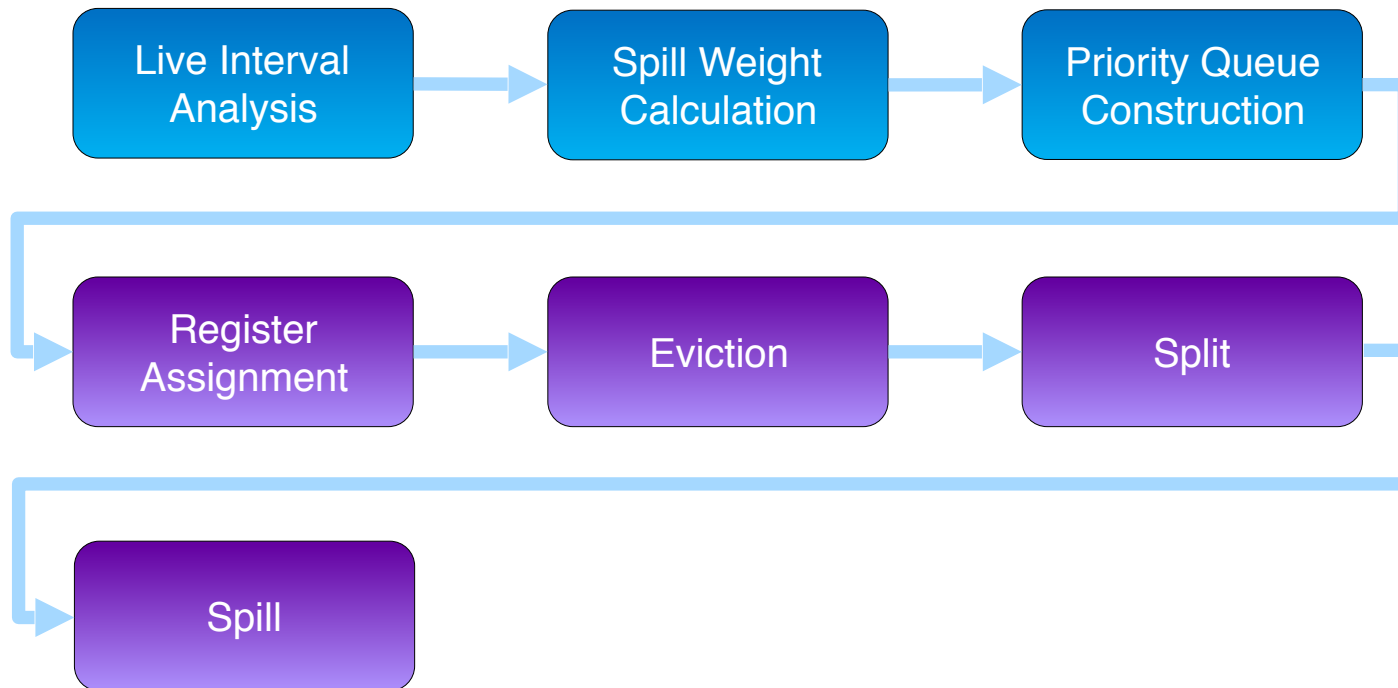 Live Interval
Analysis
Spill Weight
Calculation
Priority Queue
Construction
Register
Assignment
Eviction
Split
Spill